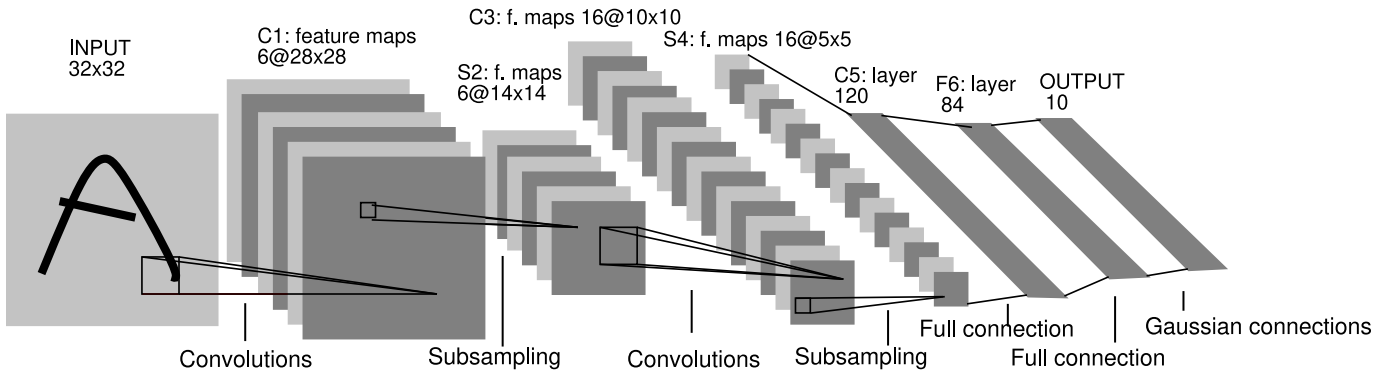 INPUT
32x32
C1: feature maps
6@28x28
S2: f. maps
6@14x14
C3: f. maps 16@10x10
S4: f. maps 16@5x5
C5: layer
120
F6: layer
84
OUTPUT
10
Convolutions
Subsampling
Convolutions
Subsampling
Full connection
Full connection
Gaussian connections